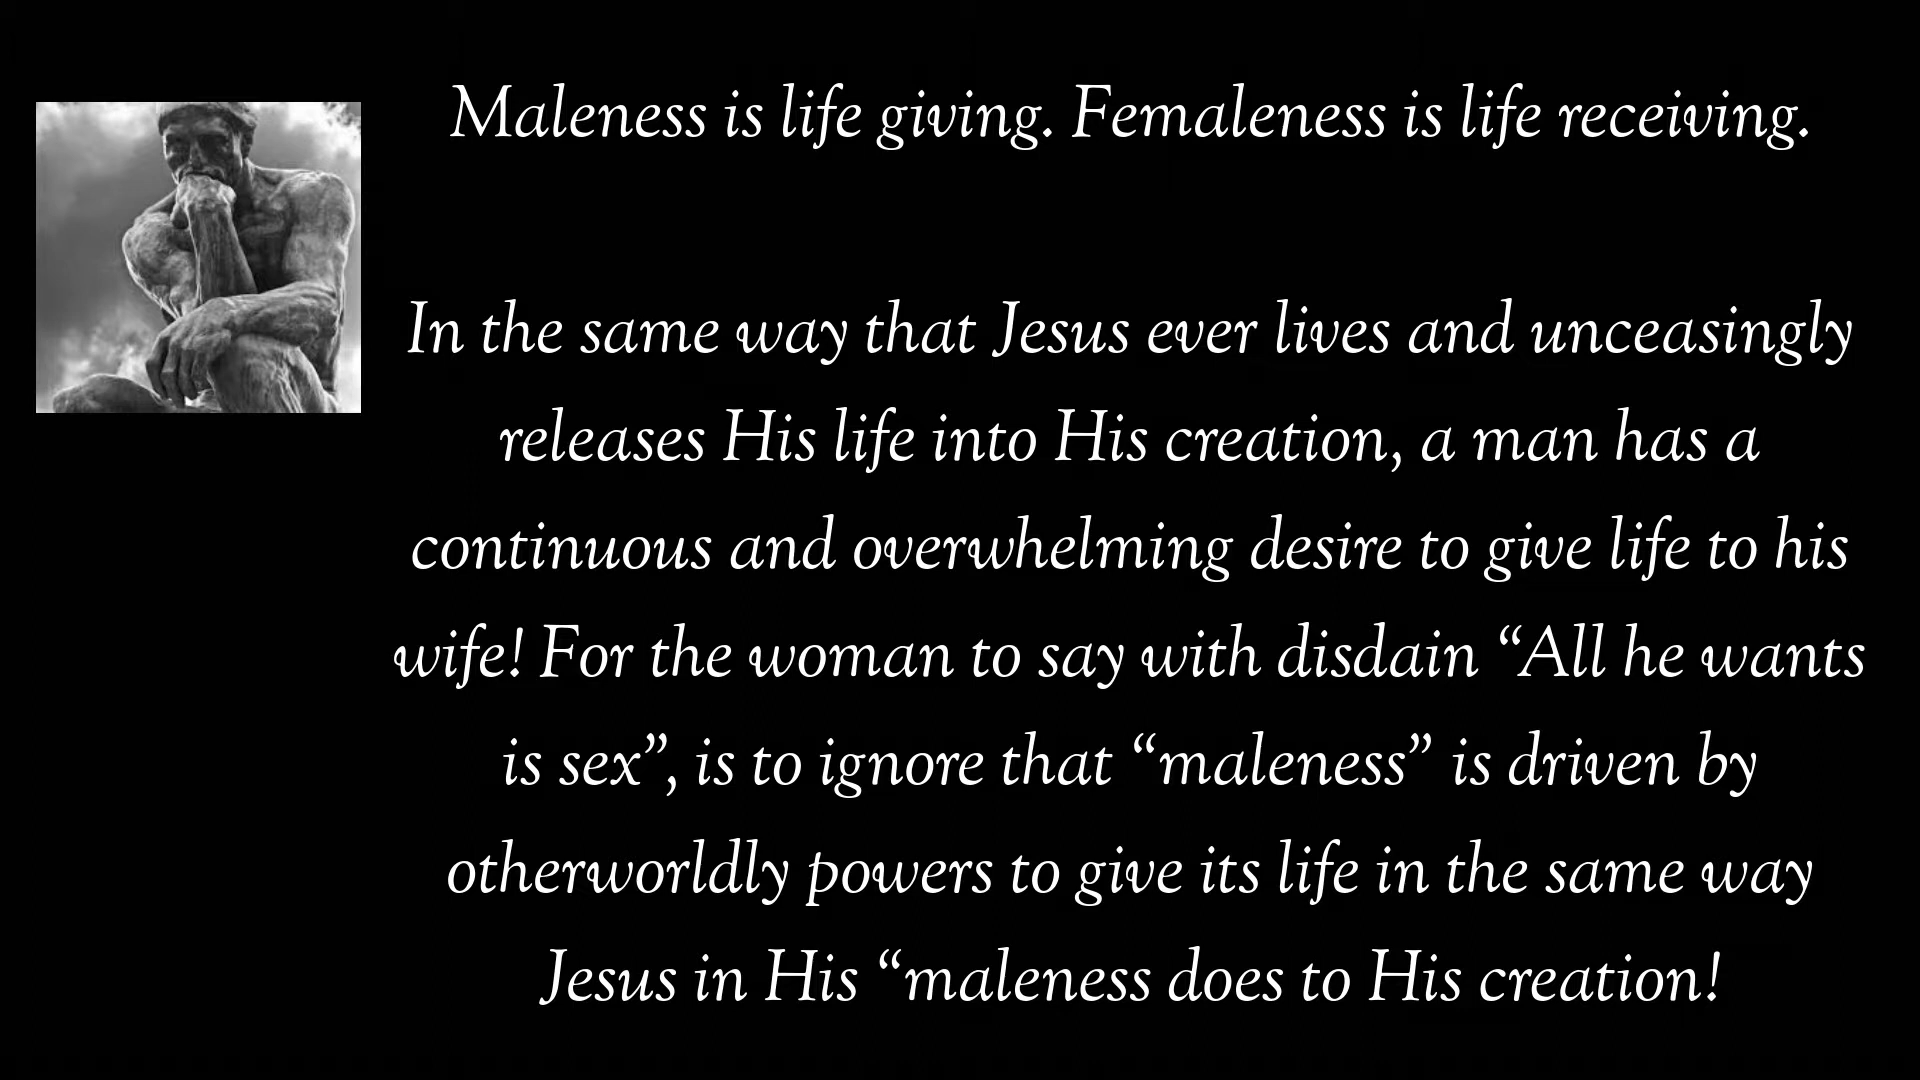 Maleness is life giving. Femaleness is life receiving.
In the same way that Jesus ever lives and unceasingly
releases His life into His creation, a man has a
continuous and overwhelming desire to give life to his
wife! For the woman to say with disdain “All he wants
is sex”, is to ignore that “maleness” is driven by
otherworldly powers to give its life in the same way
Jesus in His “maleness does to His creation!